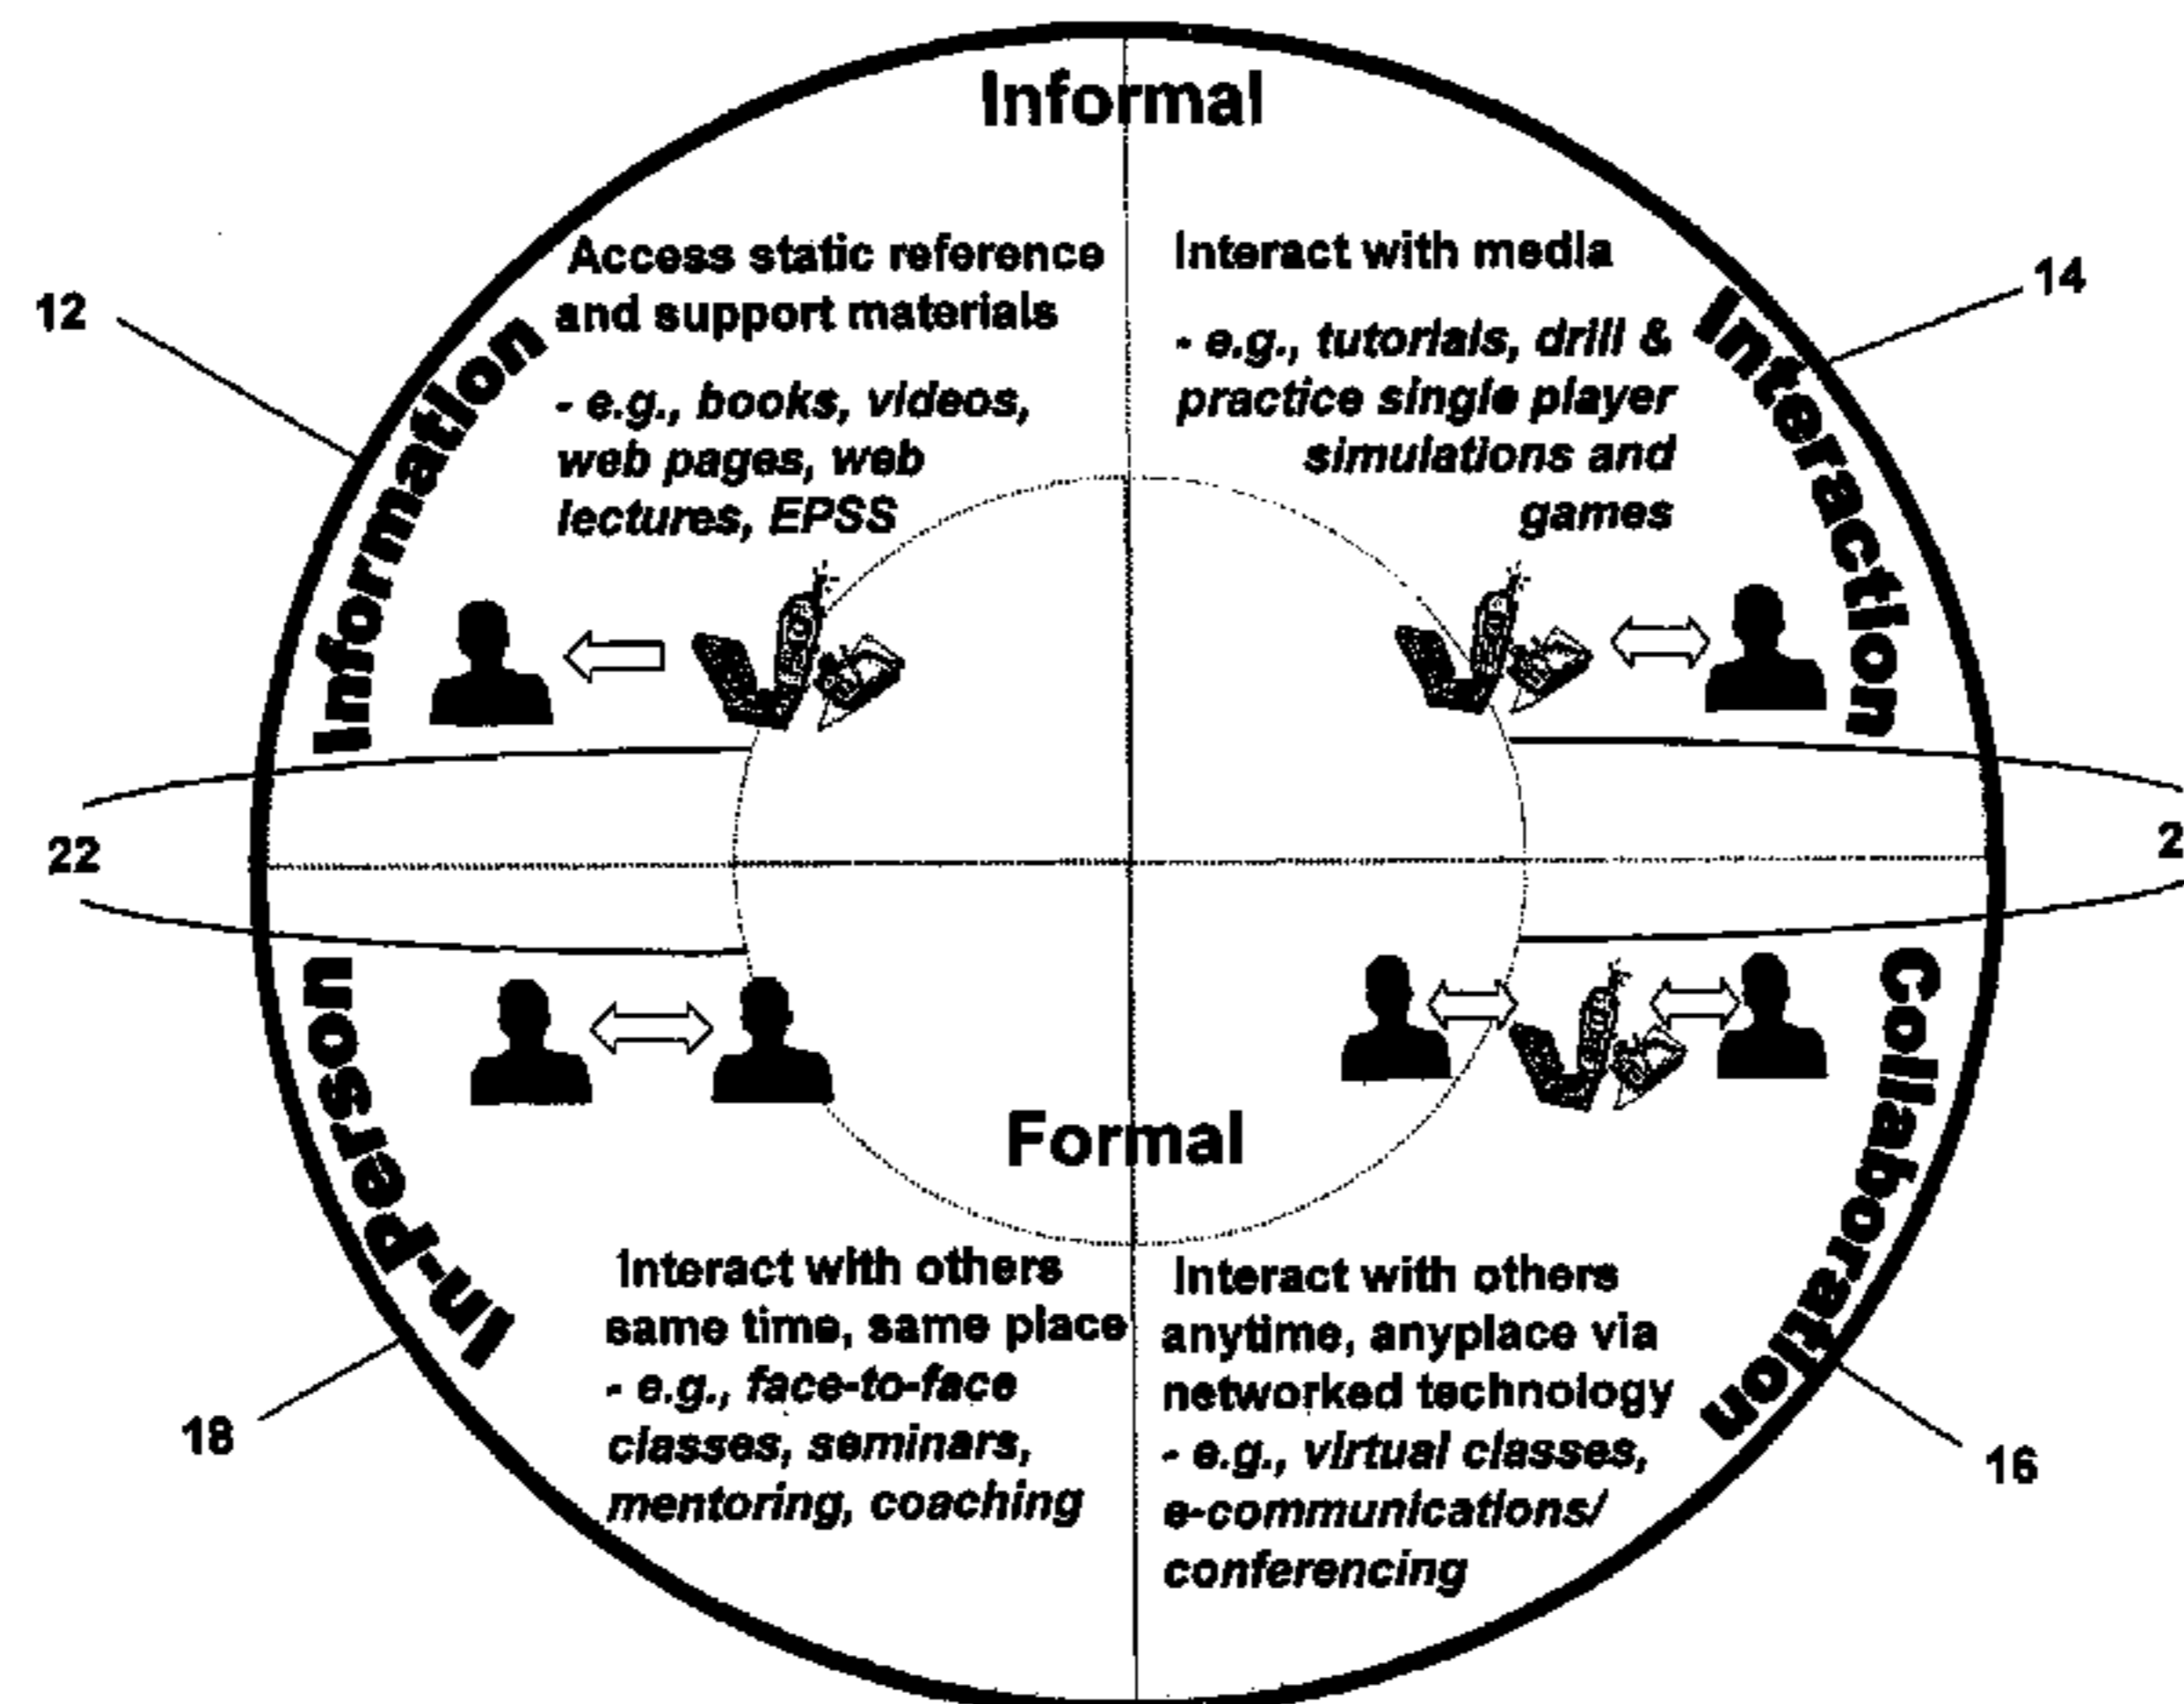 Informal
12
Information
Access static reference
and support materials
- e.g., books, videos,
web pages, web
lectures, EPSS
Interact with media
- e.g., tutorials, drill &
practice single player
simulations and
games
Interaction
14
22
2
In-person
Formal
Collaboration
Interact with others
same time, same place
- e.g., face-to-face
classes, seminars,
mentoring, coaching
Interact with others
anytime, anyplace via
networked technology
- e.g., virtual classes,
e-communications/
conferencing
18
16